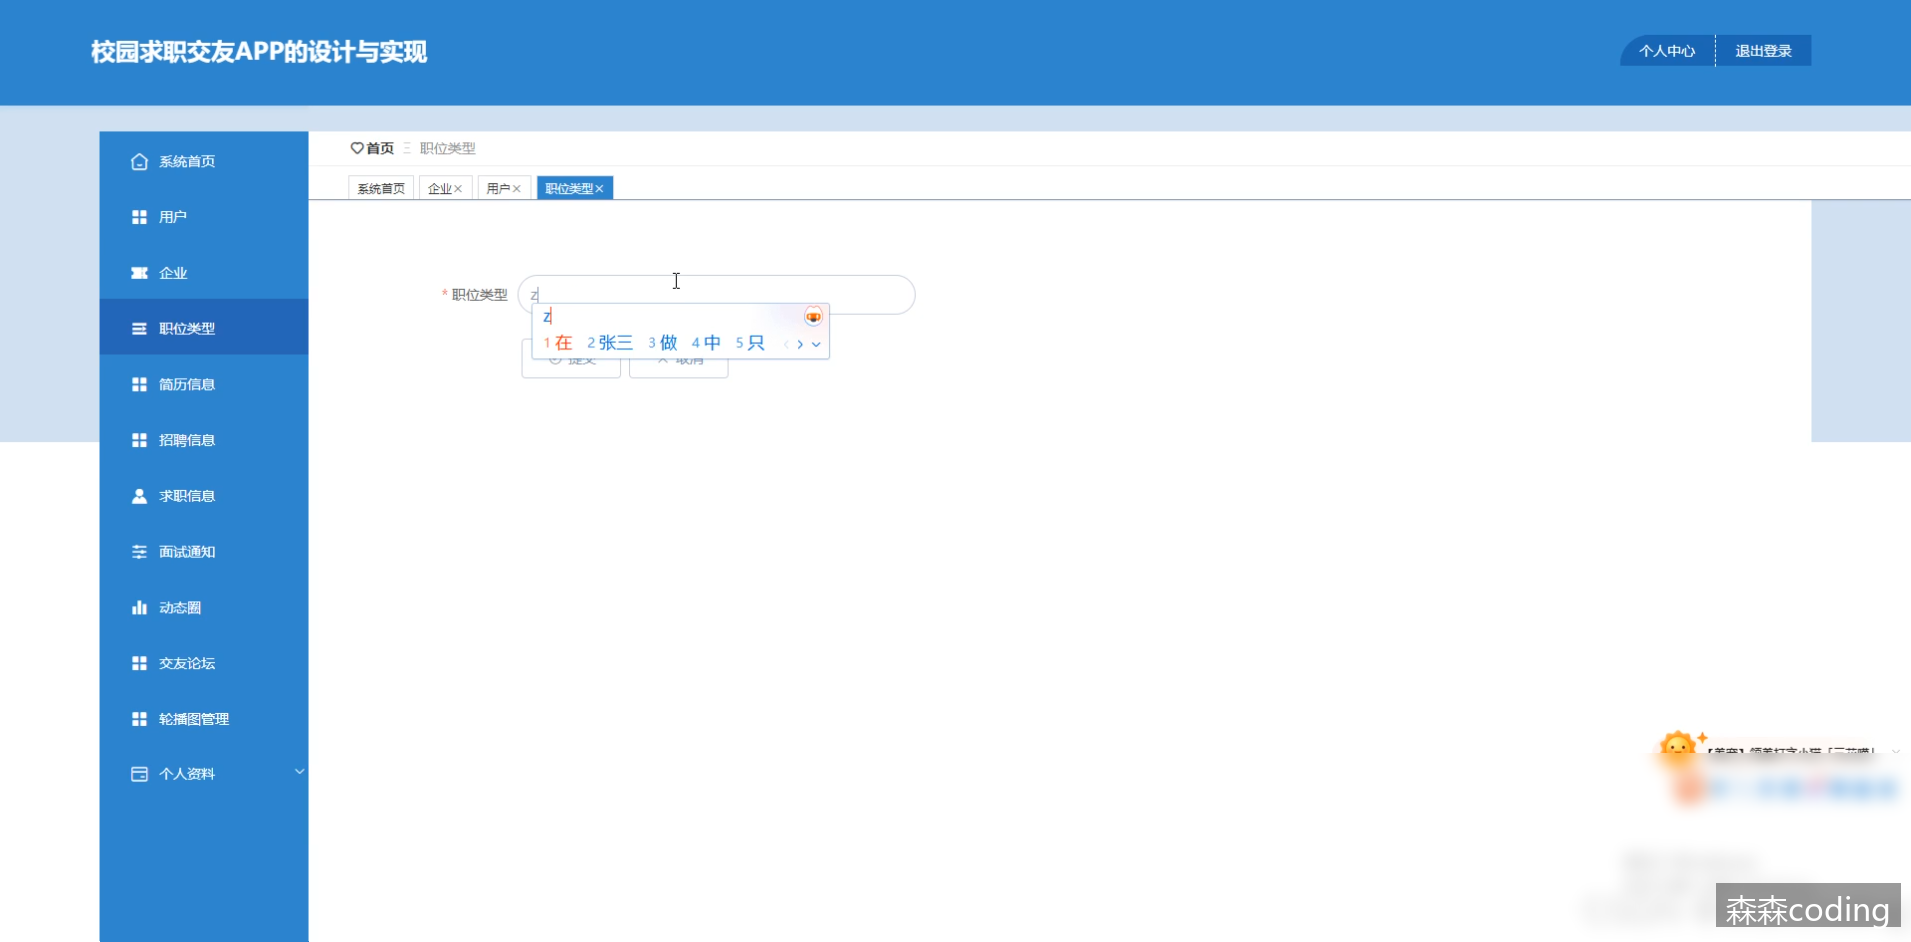 校园求职交友APP的设计与实现
个人中心
退出登录
系统首页
用户
企业
职位类型
简历信息
招聘信息
求职信息
面试通知
动态圈
交友论坛
轮播图管理
个人资料
首页 职位类型
系统首页 企业 用户 职位类型
* 职位类型 z
z
1 在 2 张三 3 做 4 中 5 只
提交 取消
森森coding